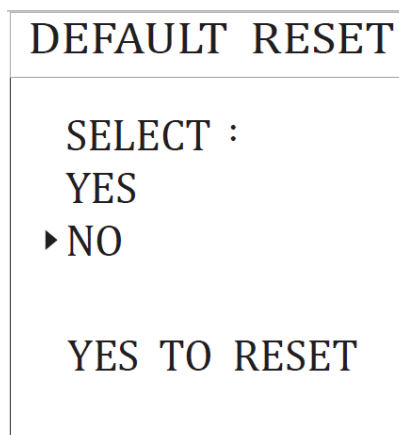 DEFAULT RESET
SELECT :
YES
▶NO
YES TO RESET